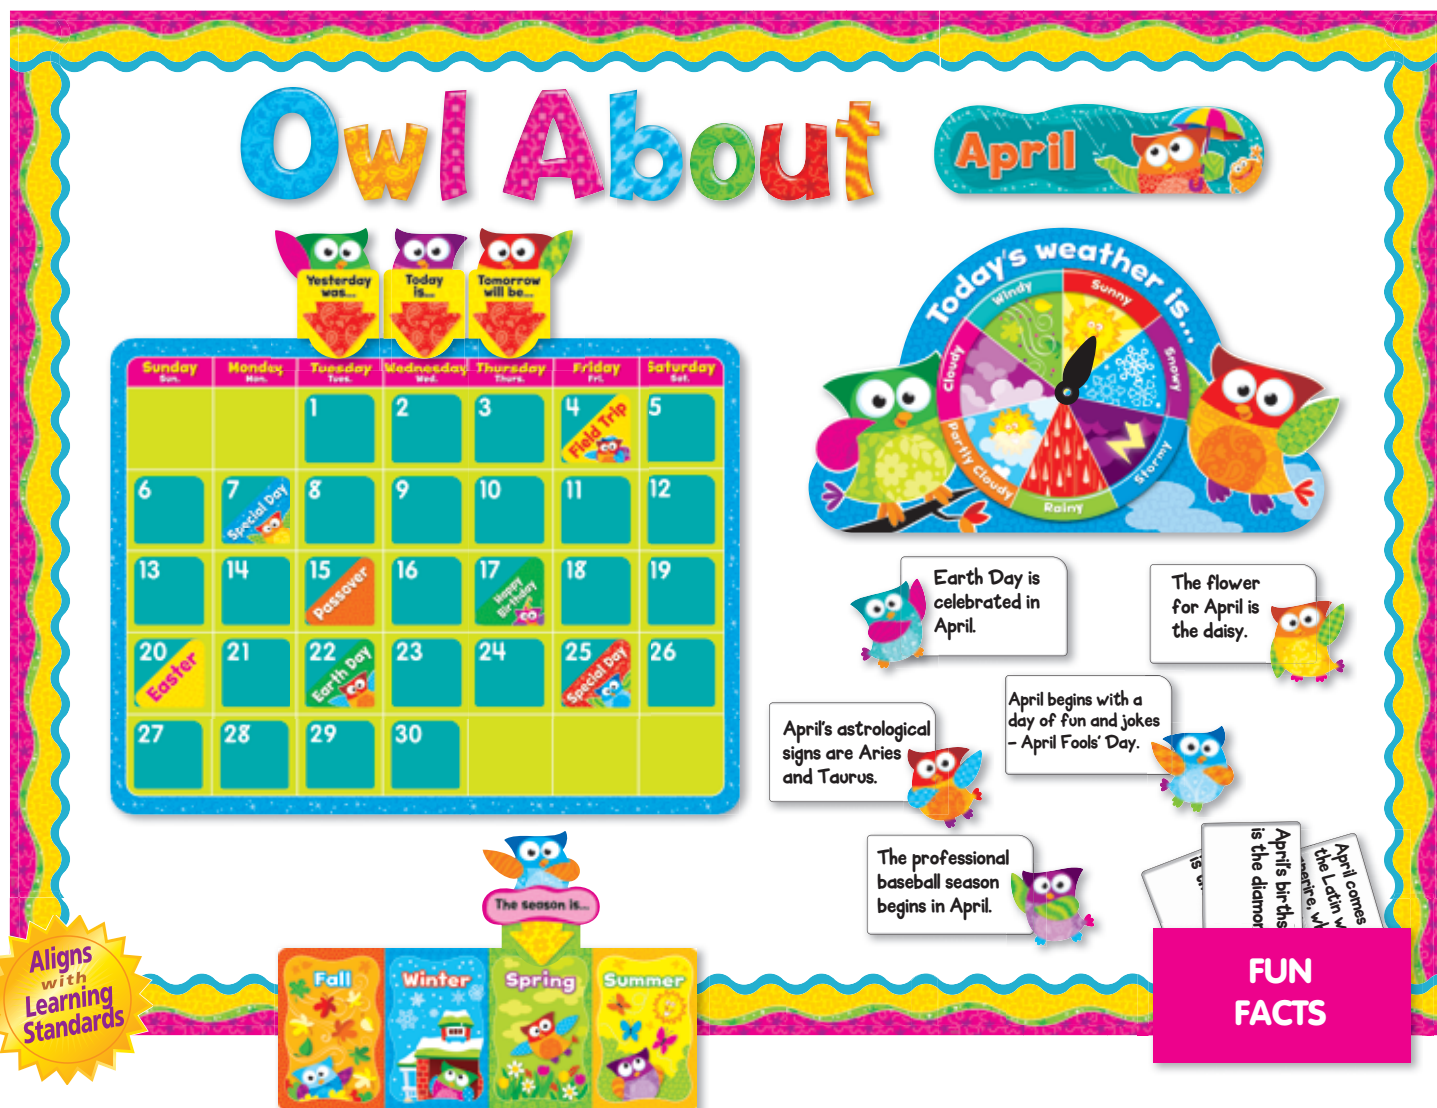 Owl About
April
Yesterday
was...
Today
is...
Tomorrow
will be...
Sunday Monday Tuesday Wednesday Thursday Friday Saturday
Sun. Mon. Tues. Wed. Thurs. Fri. Sat.
1 2 3 4 5
Field Trip
6 7 8 9 10 11 12
Special Day
13 14 15 16 17 18 19
Passover
Happy
Birthday
20 21 22 23 24 25 26
Easter
Earth Day
Special Day
27 28 29 30
Today's weather is...
Windy
Sunny
Snowy
Stormy
Rainy
Partly Cloudy
Cloudy
Earth Day is
celebrated in
April.
The flower
for April is
the daisy.
April's astrological
signs are Aries
and Taurus.
April begins with a
day of fun and jokes
– April Fools' Day.
The professional
baseball season
begins in April.
is
April's births
is the diamon
April comes
the Latin w
perire, wh
FUN
FACTS
The season is...
Fall
Winter
Spring
Summer
Aligns
with
Learning
Standards